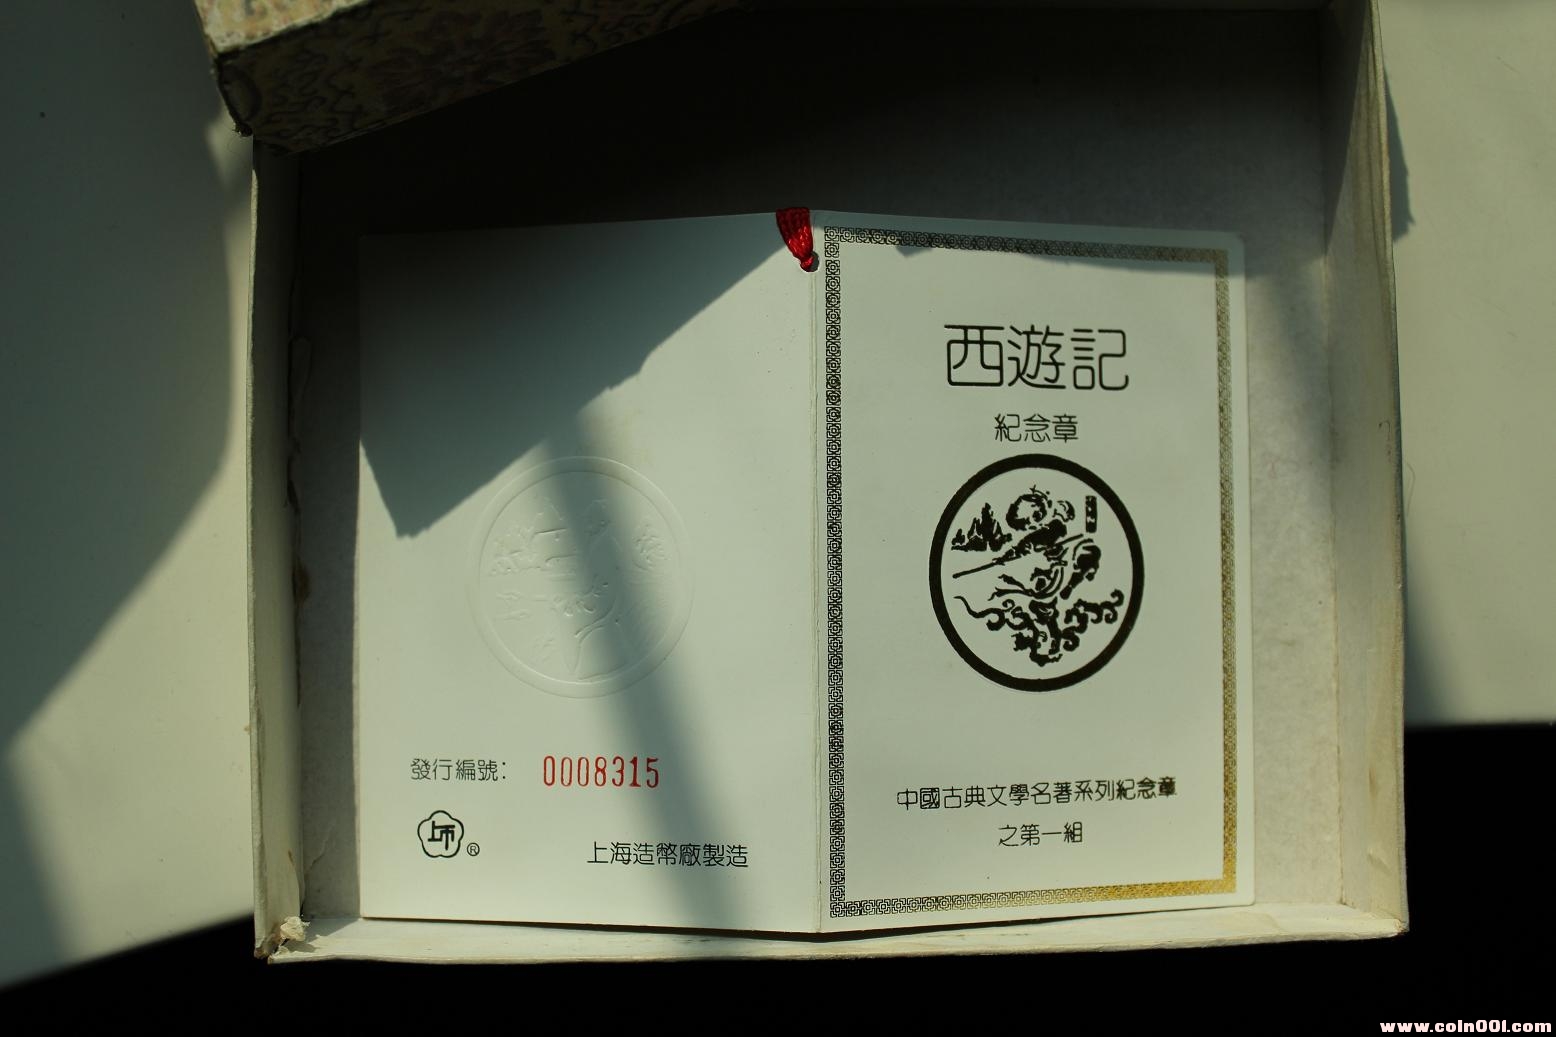 發行編號: 0008315
上币®
上海造幣廠製造
西遊記
紀念章
中國古典文學名著系列紀念章
之第一組
www.coin001.com